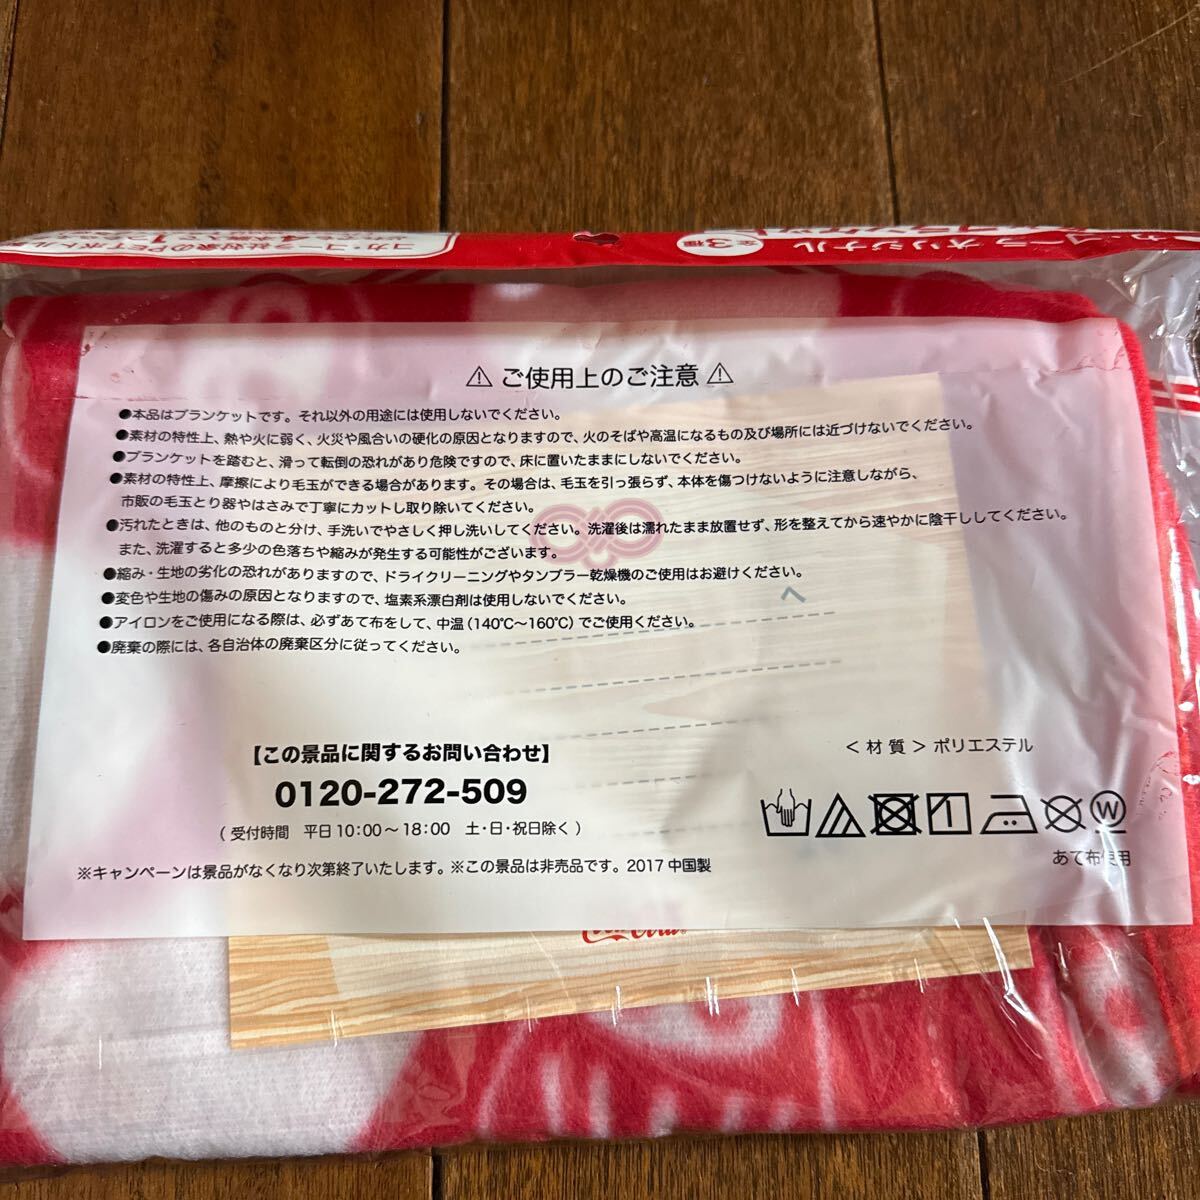 コカ・コーラ オリジナル
全3種
⚠ ご使用上のご注意 ⚠
●本品はブランケットです。それ以外の用途には使用しないでください。
●素材の特性上、熱や火に弱く、火災や風合いの硬化の原因となりますので、火のそばや高温になるもの及び場所には近づけないでください。
●ブランケットを踏むと、滑って転倒の恐れがあり危険ですので、床に置いたままにしないでください。
●素材の特性上、摩擦により毛玉ができる場合があります。その場合は、毛玉を引っ張らず、本体を傷つけないように注意しながら、
市販の毛玉とり器やはさみで丁寧にカットし取り除いてください。
●汚れたときは、他のものと分け、手洗いでやさしく押し洗いしてください。洗濯後は濡れたまま放置せず、形を整えてから速やかに陰干ししてください。
また、洗濯すると多少の色落ちや縮みが発生する可能性がございます。
●縮み・生地の劣化の恐れがありますので、ドライクリーニングやタンブラー乾燥機のご使用はお避けください。
●変色や生地の傷みの原因となりますので、塩素系漂白剤は使用しないでください。
●アイロンをご使用になる際は、必ずあて布をして、中温(140℃～160℃)でご使用ください。
●廃棄の際には、各自治体の廃棄区分に従ってください。
【この景品に関するお問い合わせ】
0120-272-509
( 受付時間 平日10:00～18:00 土・日・祝日除く )
※キャンペーンは景品がなくなり次第終了いたします。※この景品は非売品です。2017 中国製
＜材質＞ポリエステル
W
あて布使用
Coca-Cola